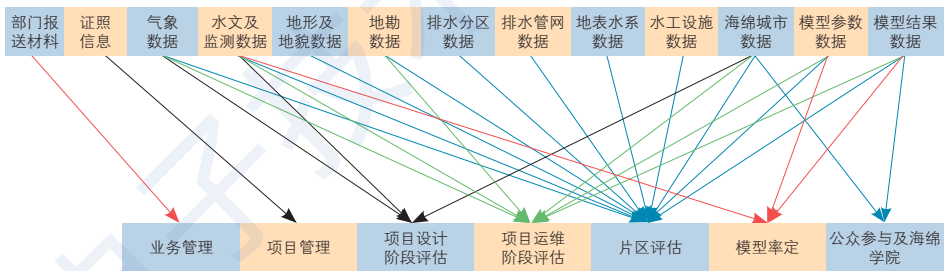 部门报
送材料
证照
信息
气象
数据
水文及
监测数据
地形及
地貌数据
地勘
数据
排水分区
数据
排水管网
数据
地表水系
数据
水工设施
数据
海绵城市
数据
模型参数
数据
模型结果
数据
业务管理
项目管理
项目设计
阶段评估
项目运维
阶段评估
片区评估
模型率定
公众参与及海绵
学院